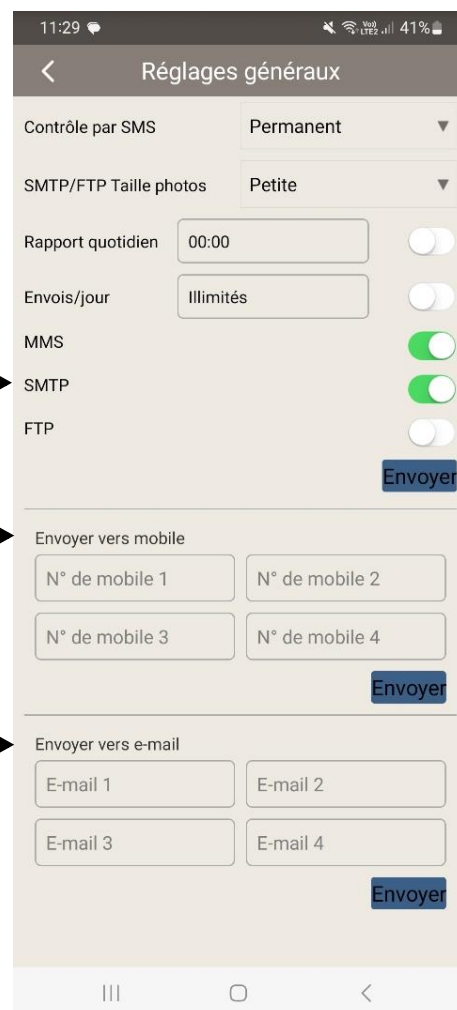 11:29 Vo)) LTE2 41%
Réglages généraux
Contrôle par SMS Permanent
SMTP/FTP Taille photos Petite
Rapport quotidien 00:00
Envois/jour Illimités
MMS
SMTP
FTP
Envoyer
Envoyer vers mobile
N° de mobile 1 N° de mobile 2
N° de mobile 3 N° de mobile 4
Envoyer
Envoyer vers e-mail
E-mail 1 E-mail 2
E-mail 3 E-mail 4
Envoyer